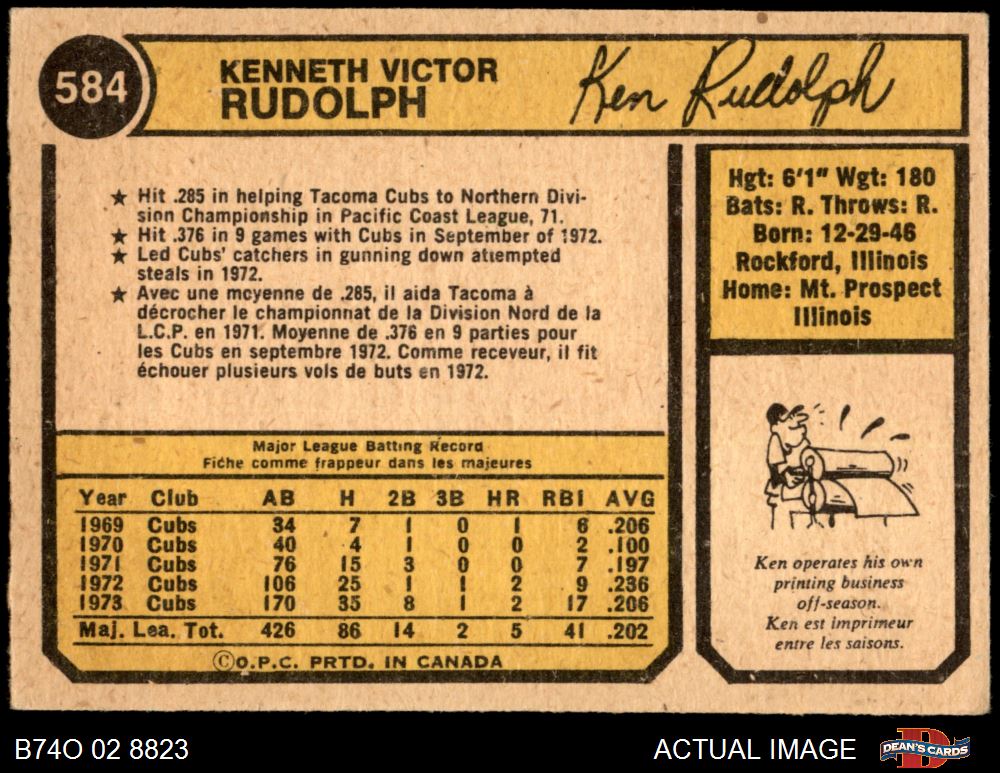 584
KENNETH VICTOR
RUDOLPH
Ken Rudolph
★ Hit .285 in helping Tacoma Cubs to Northern Divi-
sion Championship in Pacific Coast League, 71.
★ Hit .376 in 9 games with Cubs in September of 1972.
★ Led Cubs' catchers in gunning down attempted
steals in 1972.
★ Avec une moyenne de .285, il aida Tacoma à
décrocher le championnat de la Division Nord de la
L.C.P. en 1971. Moyenne de .376 en 9 parties pour
les Cubs en septembre 1972. Comme receveur, il fit
échouer plusieurs vols de buts en 1972.
Hgt: 6'1" Wgt: 180
Bats: R. Throws: R.
Born: 12-29-46
Rockford, Illinois
Home: Mt. Prospect
Illinois
Major League Batting Record
Fiche comme frappeur dans les majeures
Year Club AB H 2B 3B HR RBI AVG
1969 Cubs 34 7 1 0 1 6 .206
1970 Cubs 40 4 1 0 0 2 .100
1971 Cubs 76 15 3 0 0 7 .197
1972 Cubs 106 25 1 1 2 9 .236
1973 Cubs 170 35 8 1 2 17 .206
Maj. Lea. Tot. 426 86 14 2 5 41 .202
©O.P.C. PRTD. IN CANADA
Ken operates his own
printing business
off-season.
Ken est imprimeur
entre les saisons.
B74O 02 8823
ACTUAL IMAGE
DEAN'S CARDS